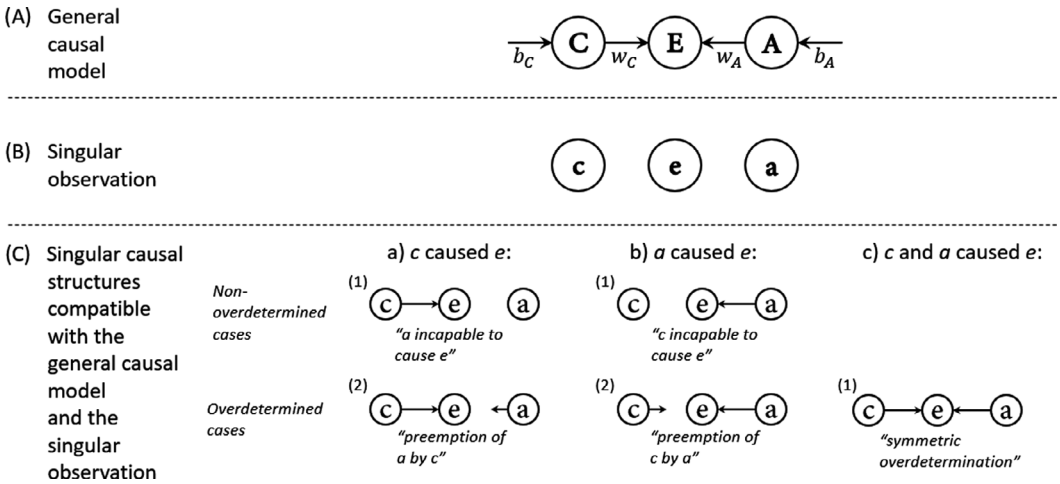 (A) General
causal
model
C E A
b_C w_C w_A b_A
(B) Singular
observation
c e a
(C) Singular causal
structures
compatible
with the
general causal
model
and the
singular
observation
a) c caused e:
b) a caused e:
c) c and a caused e:
Non-
overdetermined
cases
(1) c e a
"a incapable to
cause e"
(1) c e a
"c incapable to
cause e"
Overdetermined
cases
(2) c e a
"preemption of
a by c"
(2) c e a
"preemption of
c by a"
(1) c e a
"symmetric
overdetermination"